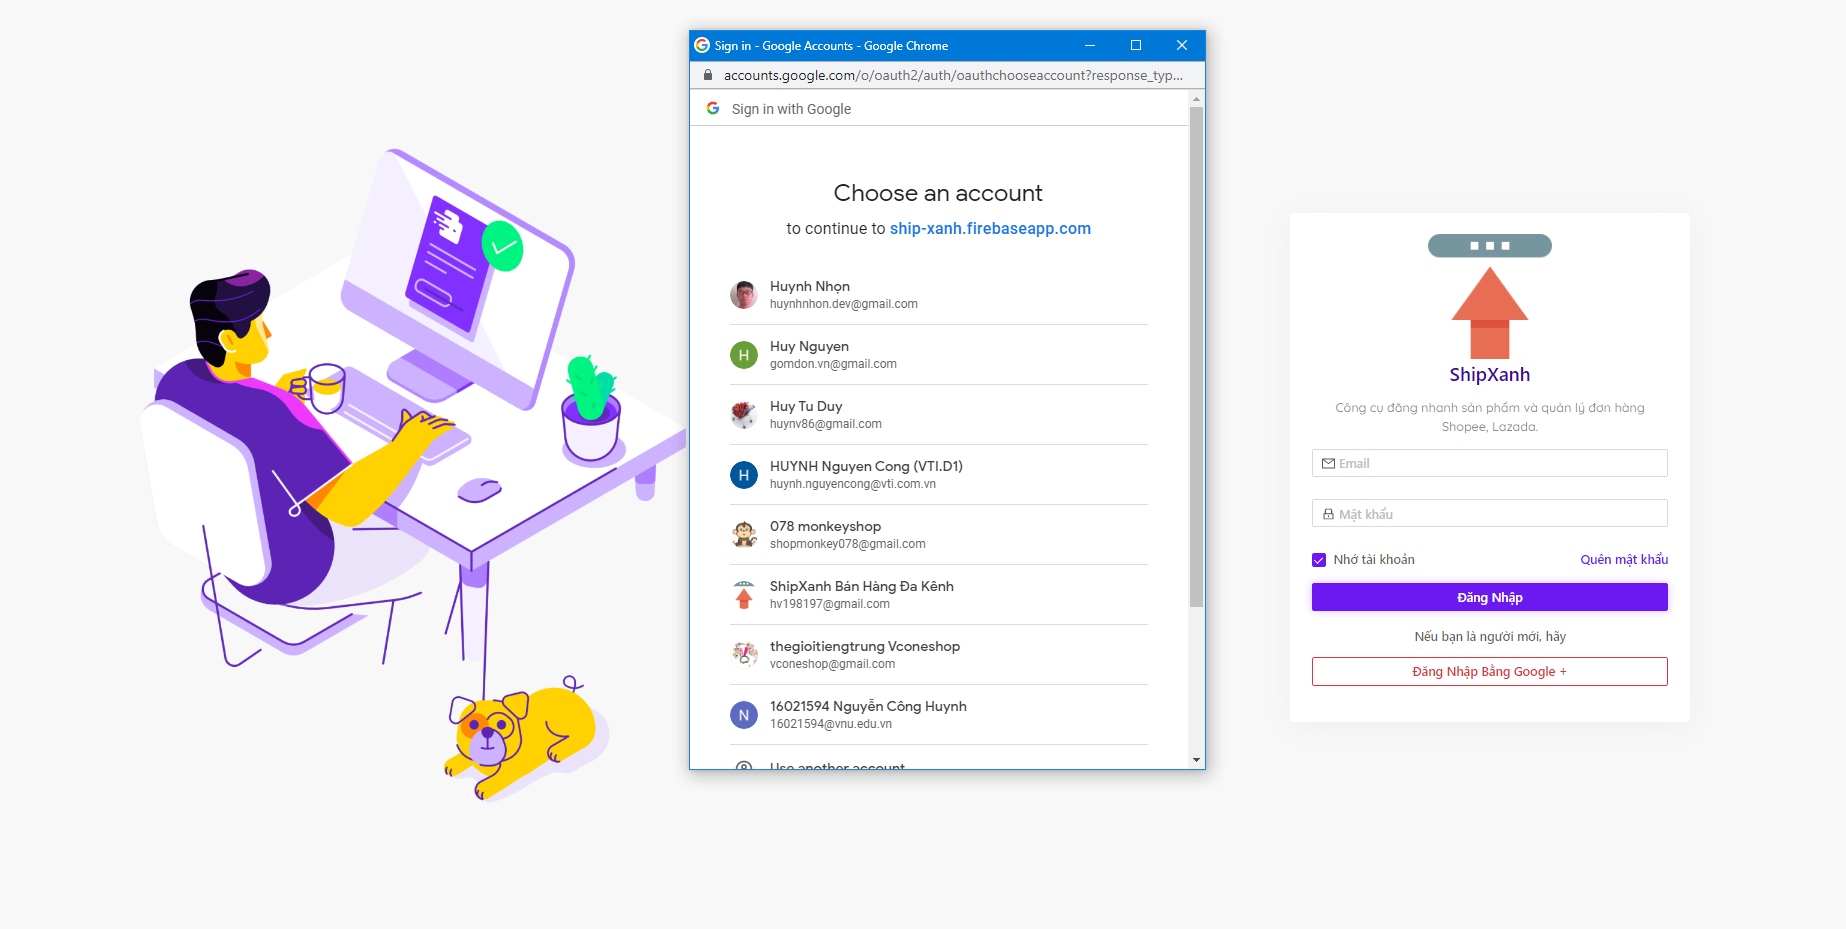 Sign in - Google Accounts - Google Chrome
accounts.google.com/o/oauth2/auth/oauthchooseaccount?response_typ...
Sign in with Google
Choose an account
to continue to ship-xanh.firebaseapp.com
Huynh Nhọn
huynhnhon.dev@gmail.com
H
Huy Nguyen
gomdon.vn@gmail.com
Huy Tu Duy
huynv86@gmail.com
H
HUYNH Nguyen Cong (VTI.D1)
huynh.nguyencong@vti.com.vn
078 monkeyshop
shopmonkey078@gmail.com
ShipXanh Bán Hàng Đa Kênh
hv198197@gmail.com
thegioitiengtrung Vconeshop
vconeshop@gmail.com
N
16021594 Nguyễn Công Huynh
16021594@vnu.edu.vn
Use another account
ShipXanh
Công cụ đăng nhanh sản phẩm và quản lý đơn hàng
Shopee, Lazada.
Email
Mật khẩu
Nhớ tài khoản
Quên mật khẩu
Đăng Nhập
Nếu bạn là người mới, hãy
Đăng Nhập Bằng Google +